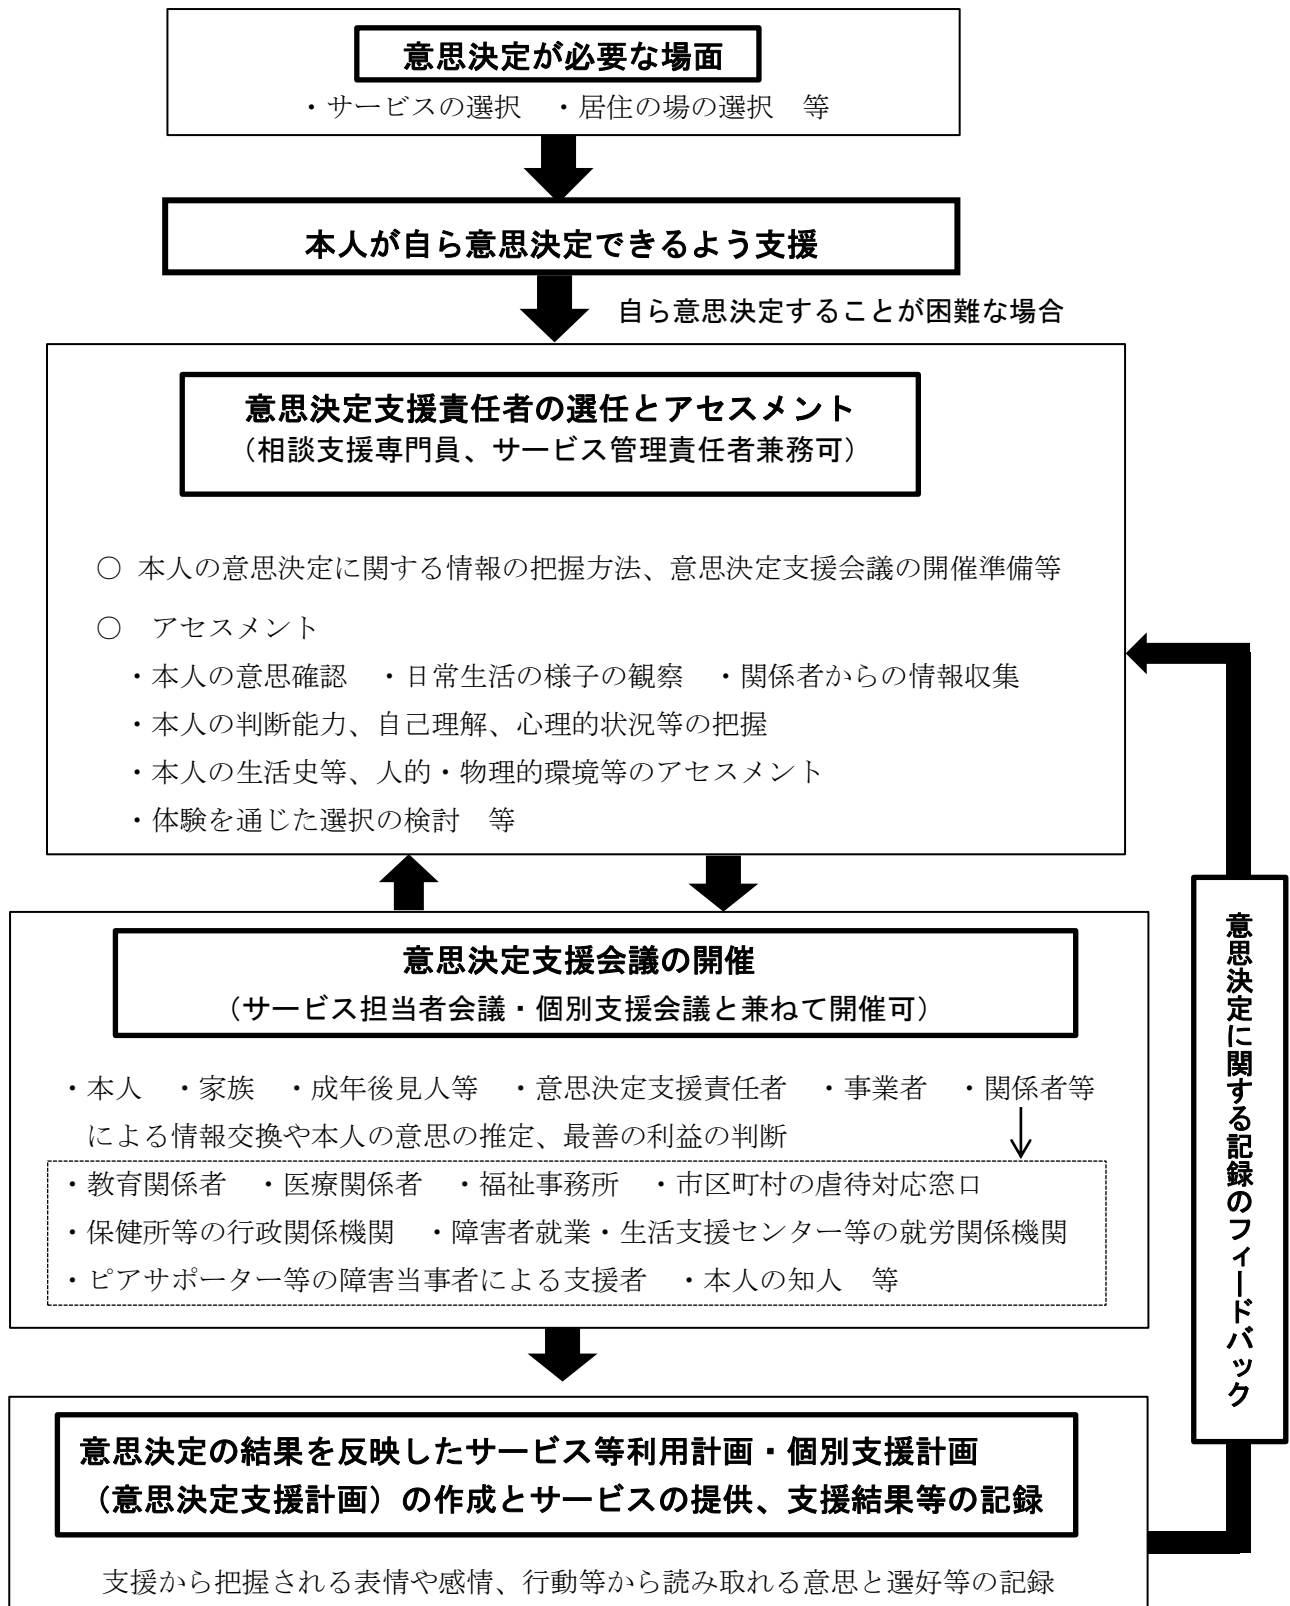 意思決定が必要な場面
・サービスの選択　・居住の場の選択　等
本人が自ら意思決定できるよう支援
自ら意思決定することが困難な場合
意思決定支援責任者の選任とアセスメント
（相談支援専門員、サービス管理責任者兼務可）
○ 本人の意思決定に関する情報の把握方法、意思決定支援会議の開催準備等
○　アセスメント
・本人の意思確認　・日常生活の様子の観察　・関係者からの情報収集
・本人の判断能力、自己理解、心理的状況等の把握
・本人の生活史等、人的・物理的環境等のアセスメント
・体験を通じた選択の検討　等
意思決定支援会議の開催
（サービス担当者会議・個別支援会議と兼ねて開催可）
・本人　・家族　・成年後見人等　・意思決定支援責任者　・事業者　・関係者等
による情報交換や本人の意思の推定、最善の利益の判断
・教育関係者　・医療関係者　・福祉事務所　・市区町村の虐待対応窓口
・保健所等の行政関係機関　・障害者就業・生活支援センター等の就労関係機関
・ピアサポーター等の障害当事者による支援者　・本人の知人　等
意思決定の結果を反映したサービス等利用計画・個別支援計画
（意思決定支援計画）の作成とサービスの提供、支援結果等の記録
支援から把握される表情や感情、行動等から読み取れる意思と選好等の記録
意思決定に関する記録のフィードバック